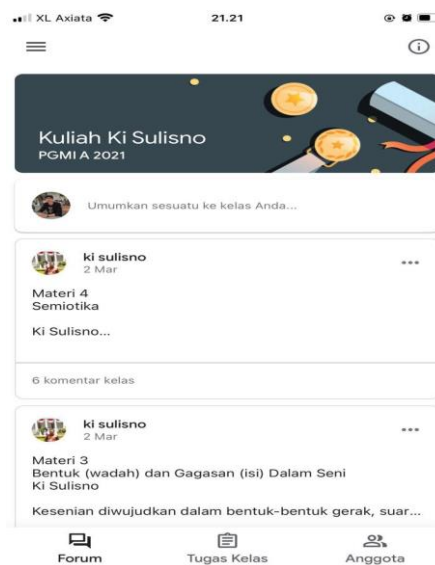 XL Axiata 21.21
Kuliah Ki Sulisno
PGMI A 2021
Umumkan sesuatu ke kelas Anda...
ki sulisno
2 Mar
Materi 4
Semiotika
Ki Sulisno...
6 komentar kelas
ki sulisno
2 Mar
Materi 3
Bentuk (wadah) dan Gagasan (isi) Dalam Seni
Ki Sulisno
Kesenian diwujudkan dalam bentuk-bentuk gerak, suar...
Forum Tugas Kelas Anggota